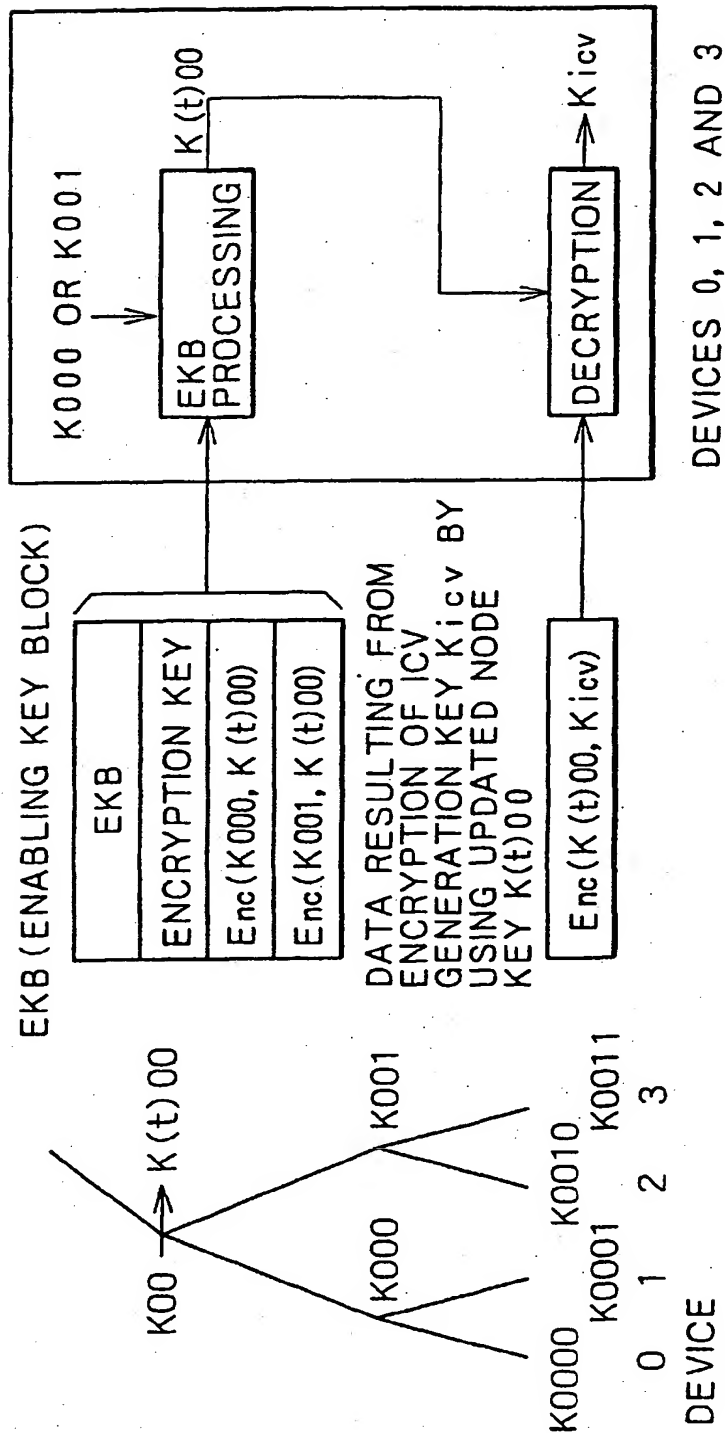 K00 → K(t)00
K000
K001
K0000
K0001
K0010
K0011
0
1
2
3
DEVICE
EKB (ENABLING KEY BLOCK)
EKB
ENCRYPTION KEY
Enc(K000, K(t)00)
Enc(K001, K(t)00)
DATA RESULTING FROM
ENCRYPTION OF ICV
GENERATION KEY Kicv BY
USING UPDATED NODE
KEY K(t)00
Enc(K(t)00, Kicv)
K000 OR K001
EKB
PROCESSING
K(t)00
DECRYPTION
Kicv
DEVICES 0, 1, 2 AND 3